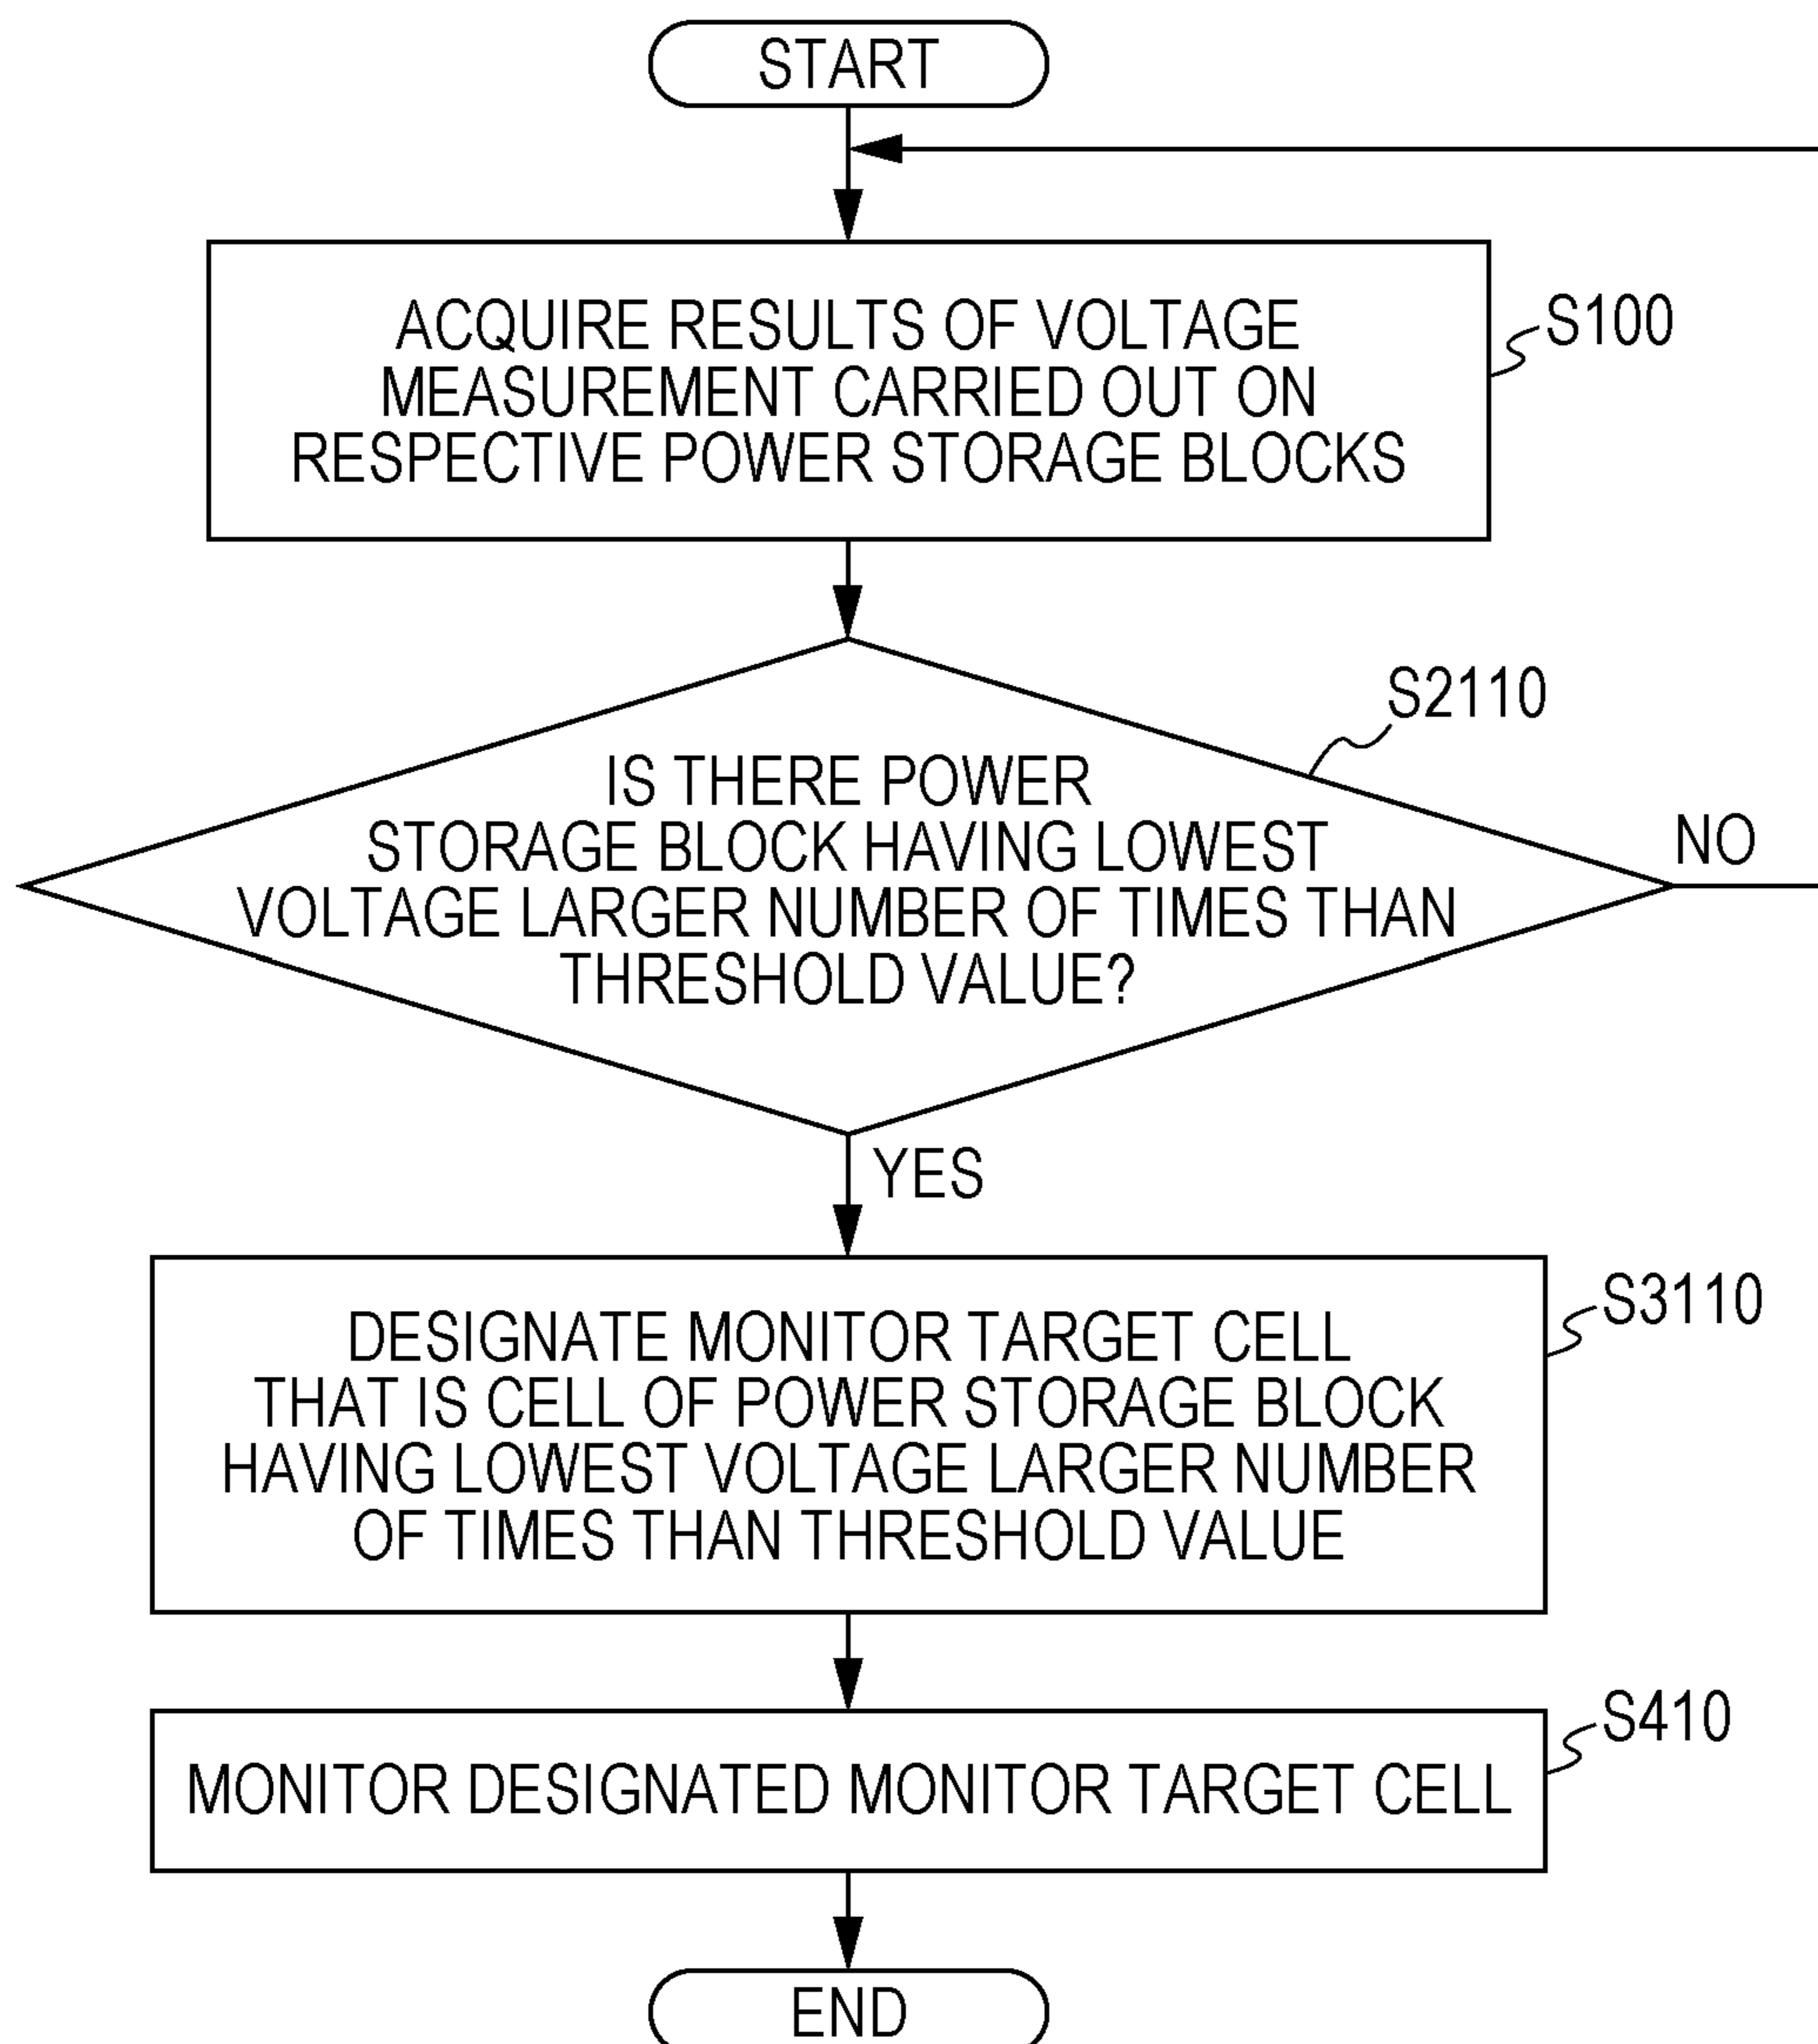 START
ACQUIRE RESULTS OF VOLTAGE
MEASUREMENT CARRIED OUT ON
RESPECTIVE POWER STORAGE BLOCKS
S100
S2110
IS THERE POWER
STORAGE BLOCK HAVING LOWEST
VOLTAGE LARGER NUMBER OF TIMES THAN
THRESHOLD VALUE?
NO
YES
DESIGNATE MONITOR TARGET CELL
THAT IS CELL OF POWER STORAGE BLOCK
HAVING LOWEST VOLTAGE LARGER NUMBER
OF TIMES THAN THRESHOLD VALUE
S3110
MONITOR DESIGNATED MONITOR TARGET CELL
S410
END